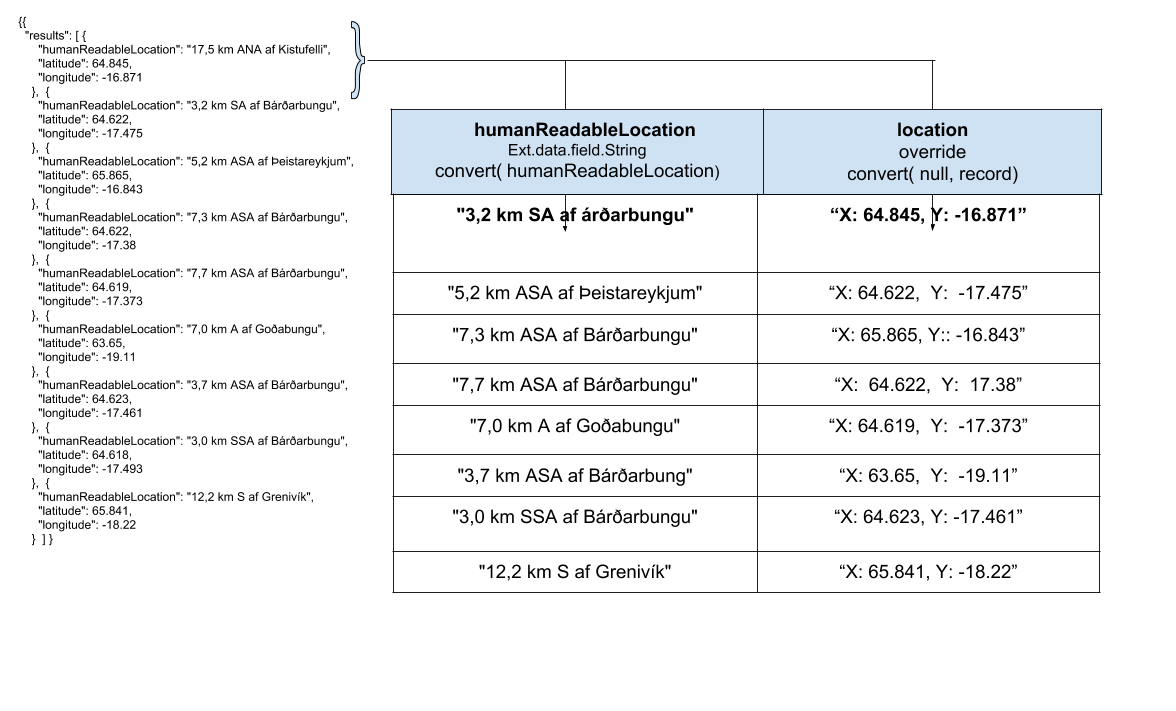 {{
"results": [ {
"humanReadableLocation": "17,5 km ANA af Kistufelli",
"latitude": 64.845,
"longitude": -16.871
}, {
"humanReadableLocation": "3,2 km SA af Bárðarbungu",
"latitude": 64.622,
"longitude": -17.475
}, {
"humanReadableLocation": "5,2 km ASA af Þeistareykjum",
"latitude": 65.865,
"longitude": -16.843
}, {
"humanReadableLocation": "7,3 km ASA af Bárðarbungu",
"latitude": 64.622,
"longitude": -17.38
}, {
"humanReadableLocation": "7,7 km ASA af Bárðarbungu",
"latitude": 64.619,
"longitude": -17.373
}, {
"humanReadableLocation": "7,0 km A af Goðabungu",
"latitude": 63.65,
"longitude": -19.11
}, {
"humanReadableLocation": "3,7 km ASA af Bárðarbungu",
"latitude": 64.623,
"longitude": -17.461
}, {
"humanReadableLocation": "3,0 km SSA af Bárðarbungu",
"latitude": 64.618,
"longitude": -17.493
}, {
"humanReadableLocation": "12,2 km S af Grenivík",
"latitude": 65.841,
"longitude": -18.22
} ] }
humanReadableLocation
Ext.data.field.String
convert( humanReadableLocation)
location
override
convert( null, record)
"3,2 km SA af árðarbungu"
“X: 64.845, Y: -16.871”
"5,2 km ASA af Þeistareykjum"
“X: 64.622, Y: -17.475”
"7,3 km ASA af Bárðarbungu"
“X: 65.865, Y:: -16.843”
"7,7 km ASA af Bárðarbungu"
“X: 64.622, Y: 17.38”
"7,0 km A af Goðabungu"
“X: 64.619, Y: -17.373”
"3,7 km ASA af Bárðarbung"
“X: 63.65, Y: -19.11”
"3,0 km SSA af Bárðarbungu"
“X: 64.623, Y: -17.461”
"12,2 km S af Grenivík"
“X: 65.841, Y: -18.22”